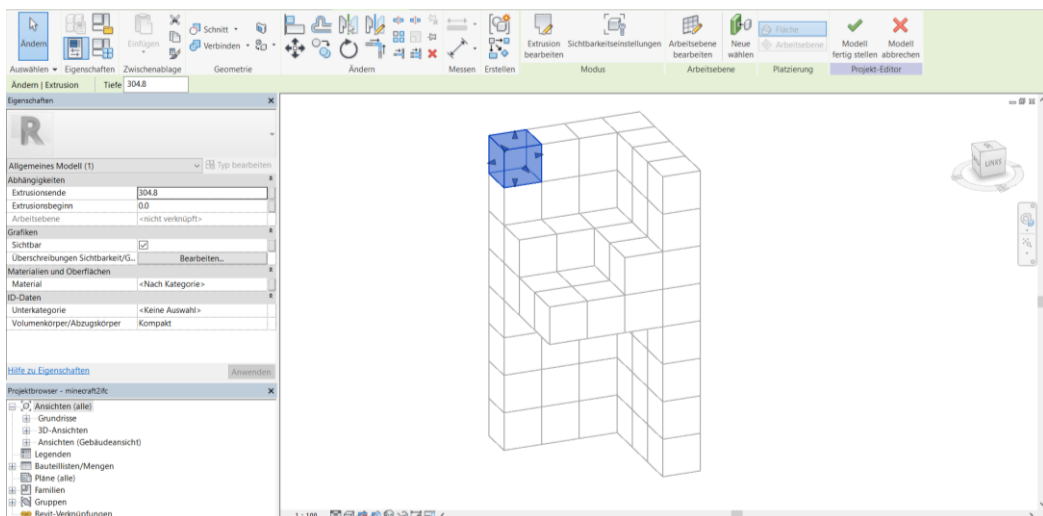 Ändern
Einfügen
Schnitt
Verbinden
Extrusion bearbeiten
Sichtbarkeitseinstellungen
Arbeitsebene bearbeiten
Neue wählen
Fläche
Arbeitsebene
Modell fertig stellen
Modell abbrechen
Auswählen
Eigenschaften
Zwischenablage
Geometrie
Ändern
Messen
Erstellen
Modus
Arbeitsebene
Platzierung
Projekt-Editor
Ändern | Extrusion Tiefe 304.8
Eigenschaften
R
Allgemeines Modell (1) Typ bearbeiten
Abhängigkeiten
Extrusionsende 304.8
Extrusionsbeginn 0.0
Arbeitsebene <nicht verknüpft>
Grafiken
Sichtbar
Überschreibungen Sichtbarkeit/G... Bearbeiten...
Materialien und Oberflächen
Material <Nach Kategorie>
ID-Daten
Unterkategorie <Keine Auswahl>
Volumenkörper/Abzugskörper Kompakt
Hilfe zu Eigenschaften Anwenden
Projektbrowser - minecraft2ifc
Ansichten (alle)
Grundrisse
3D-Ansichten
Ansichten (Gebäudeansicht)
Legenden
Bauteillisten/Mengen
Pläne (alle)
Familien
Gruppen
Revit-Verknüpfungen
LINKS
1 : 100